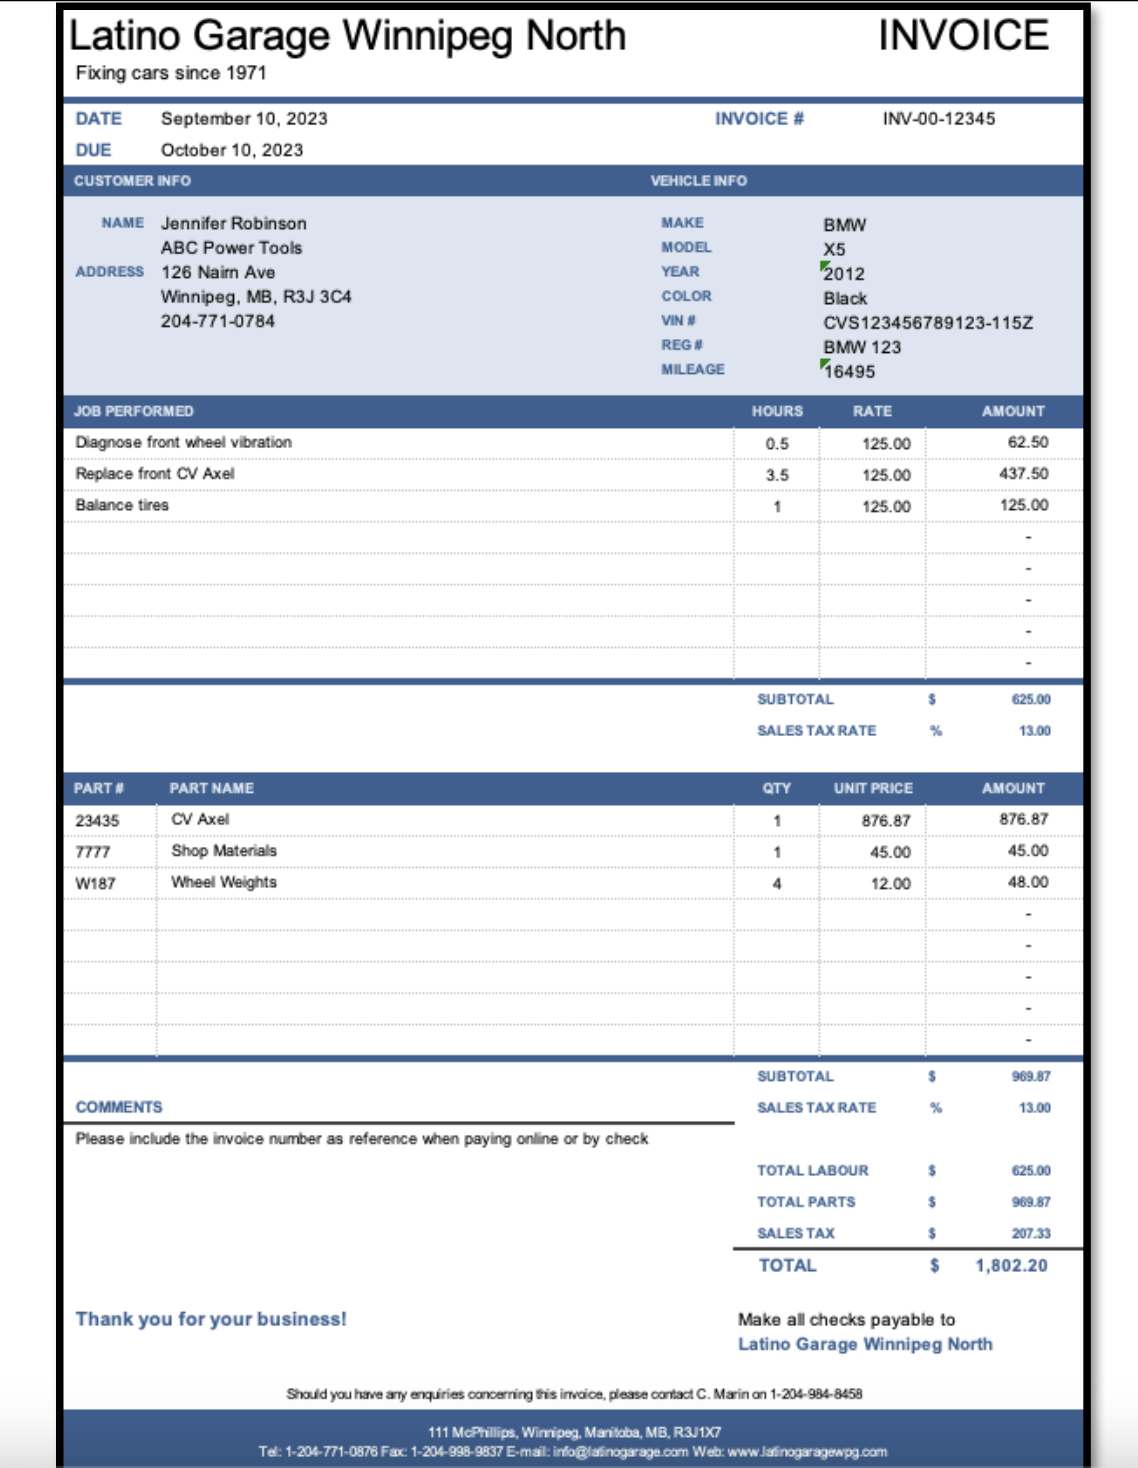 Latino Garage Winnipeg North INVOICE
Fixing cars since 1971
DATE September 10, 2023 INVOICE # INV-00-12345
DUE October 10, 2023
CUSTOMER INFO VEHICLE INFO
NAME Jennifer Robinson MAKE BMW
ABC Power Tools MODEL X5
ADDRESS 126 Nairn Ave YEAR 2012
Winnipeg, MB, R3J 3C4 COLOR Black
204-771-0784 VIN # CVS123456789123-115Z
REG # BMW 123
MILEAGE 16495
JOB PERFORMED HOURS RATE AMOUNT
Diagnose front wheel vibration 0.5 125.00 62.50
Replace front CV Axel 3.5 125.00 437.50
Balance tires 1 125.00 125.00
-
-
-
-
-
SUBTOTAL $ 625.00
SALES TAX RATE % 13.00
PART # PART NAME QTY UNIT PRICE AMOUNT
23435 CV Axel 1 876.87 876.87
7777 Shop Materials 1 45.00 45.00
W187 Wheel Weights 4 12.00 48.00
-
-
-
-
-
SUBTOTAL $ 969.87
COMMENTS SALES TAX RATE % 13.00
Please include the invoice number as reference when paying online or by check
TOTAL LABOUR $ 625.00
TOTAL PARTS $ 969.87
SALES TAX $ 207.33
TOTAL $ 1,802.20
Thank you for your business! Make all checks payable to
Latino Garage Winnipeg North
Should you have any enquiries concerning this invoice, please contact C. Marin on 1-204-984-8458
111 McPhillips, Winnipeg, Manitoba, MB, R3J1X7
Tel: 1-204-771-0876 Fax: 1-204-998-9837 E-mail: info@latinogarage.com Web: www.latinogaragewpg.com